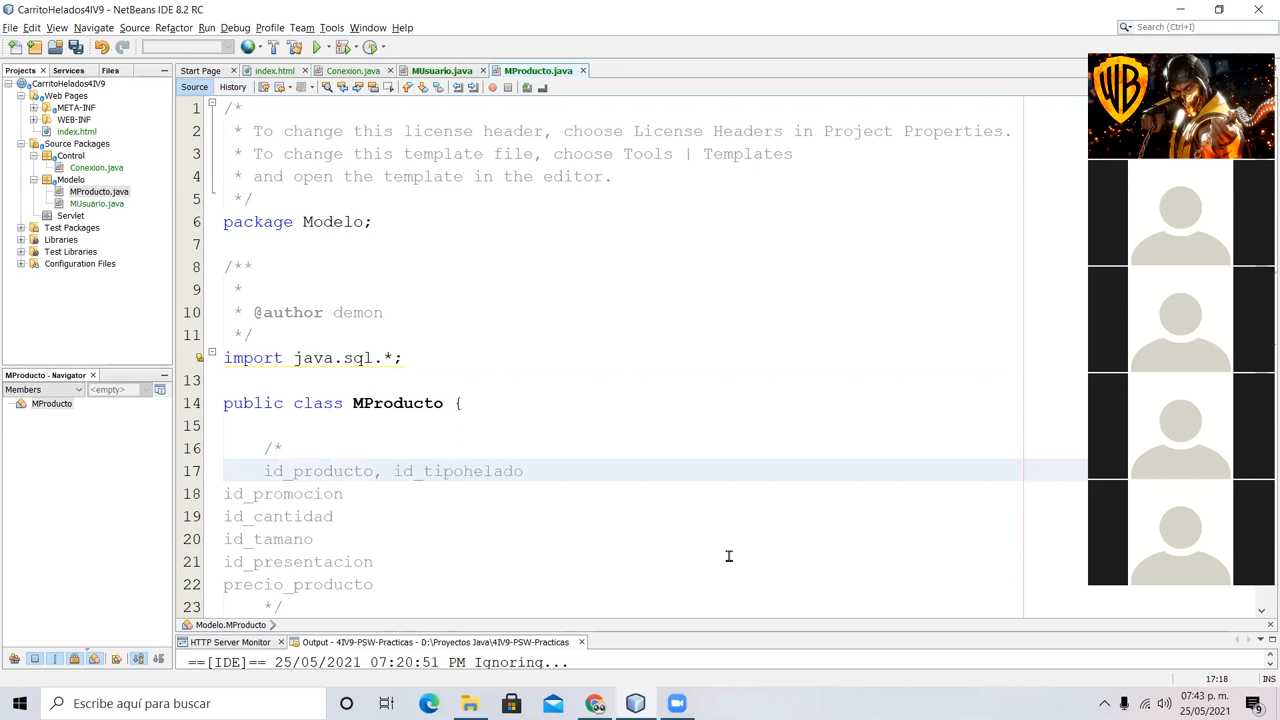 CarritoHelados4IV9 - NetBeans IDE 8.2 RC
File Edit View Navigate Source Refactor Run Debug Profile Team Tools Window Help
Search (Ctrl+I)
Projects Services Files
Start Page index.html Conexion.java MUsuario.java MProducto.java
Source History
CarritoHelados4IV9
Web Pages
META-INF
WEB-INF
index.html
Source Packages
Control
Conexion.java
Modelo
MProducto.java
MUsuario.java
Servlet
Test Packages
Libraries
Test Libraries
Configuration Files
MProducto - Navigator
Members <empty>
MProducto
1 /*
2 * To change this license header, choose License Headers in Project Properties.
3 * To change this template file, choose Tools | Templates
4 * and open the template in the editor.
5 */
6 package Modelo;
7
8 /**
9 *
10 * @author demon
11 */
import java.sql.*;
13
14 public class MProducto {
15
16 /*
17 id_producto, id_tipohelado
18 id_promocion
19 id_cantidad
20 id_tamano
21 id_presentacion
22 precio_producto
23 */
WB
Modelo.MProducto
HTTP Server Monitor Output - 4IV9-PSW-Practicas - D:\Proyectos Java\4IV9-PSW-Practicas
==[IDE]== 25/05/2021 07:20:51 PM Ignoring...
17:18 INS
Escribe aquí para buscar
07:43 p. m.
25/05/2021
9